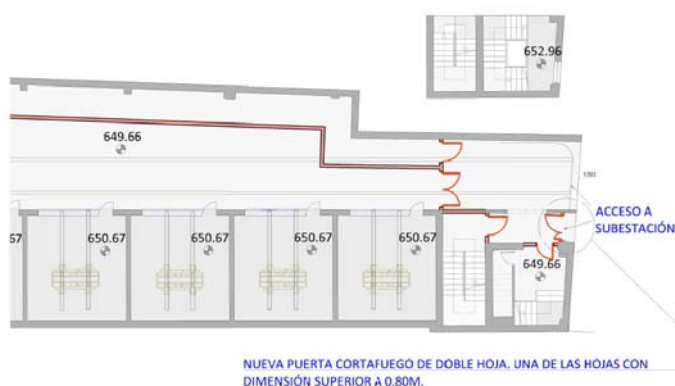 652.96
649.66
ACCESO A
SUBESTACIÓN
67
650.67
650.67
650.67
650.67
649.66
NUEVA PUERTA CORTAFUEGO DE DOBLE HOJA. UNA DE LAS HOJAS CON
DIMENSIÓN SUPERIOR A 0.80M.